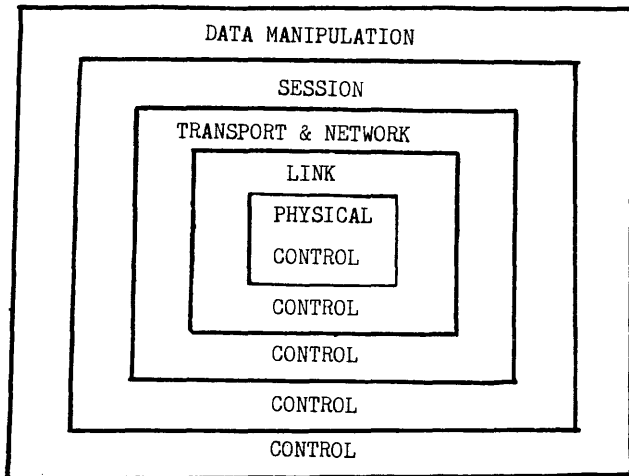 DATA MANIPULATION
SESSION
TRANSPORT & NETWORK
LINK
PHYSICAL
CONTROL
CONTROL
CONTROL
CONTROL
CONTROL